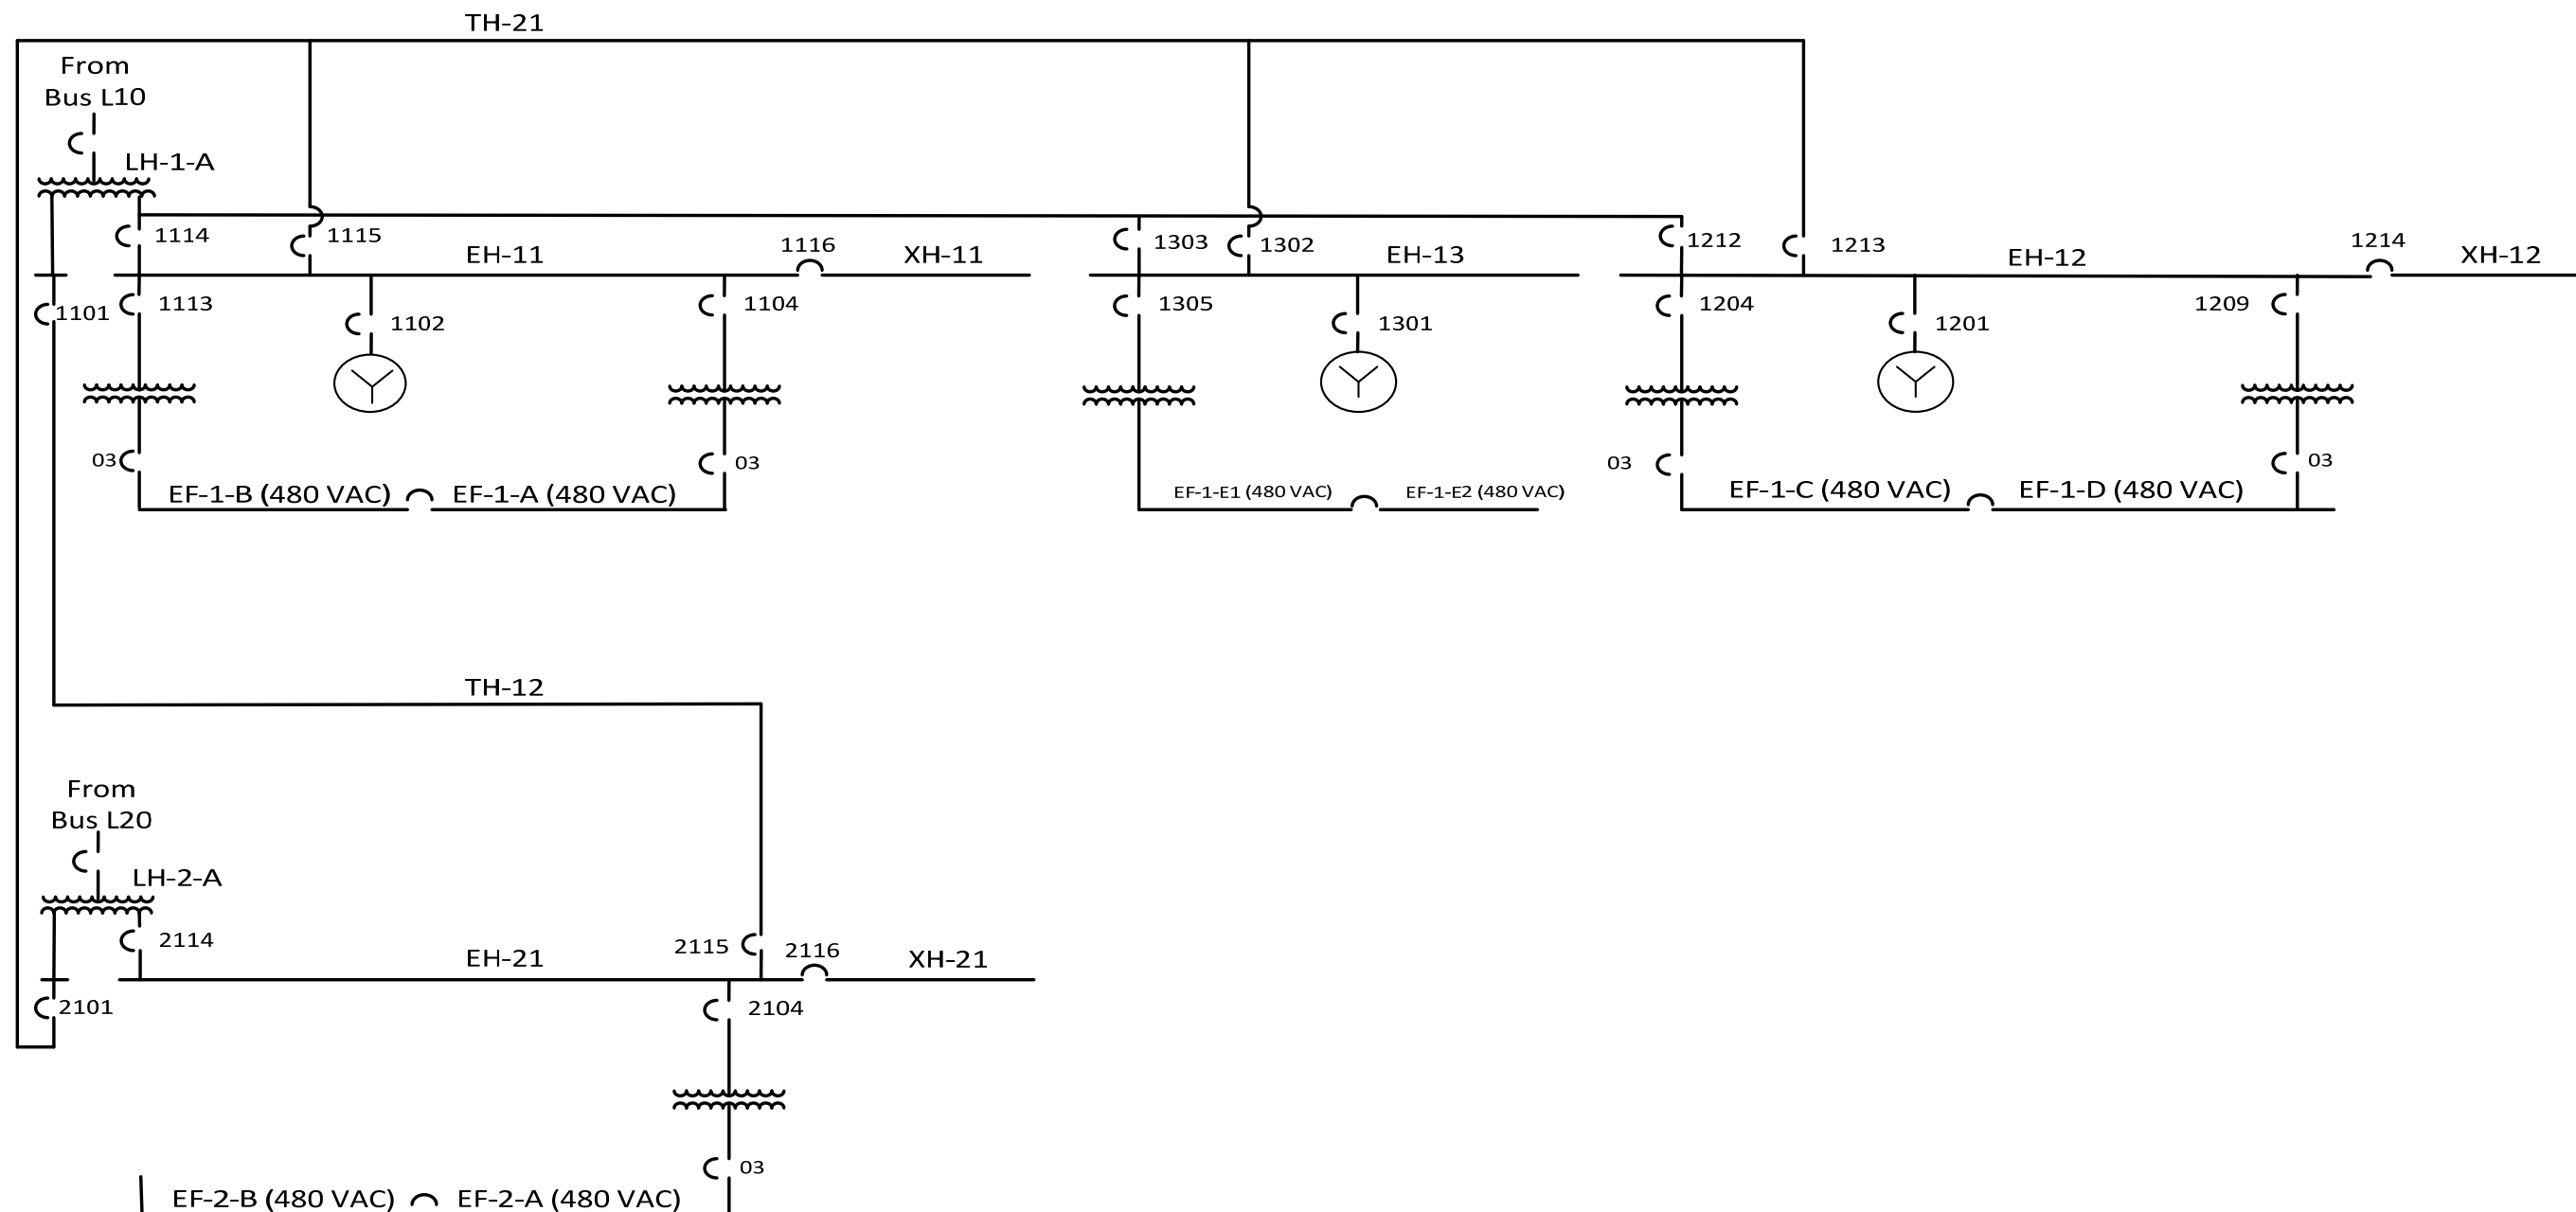 TH-21
From
Bus L10
LH-1-A
1114
1115
EH-11
1116
XH-11
1303
1302
EH-13
1212
1213
EH-12
1214
XH-12
1101
1113
1102
1104
1305
1301
1204
1201
1209
03
03
03
03
EF-1-B (480 VAC)
EF-1-A (480 VAC)
EF-1-E1 (480 VAC)
EF-1-E2 (480 VAC)
EF-1-C (480 VAC)
EF-1-D (480 VAC)
TH-12
From
Bus L20
LH-2-A
2114
EH-21
2115
2116
XH-21
2101
2104
03
EF-2-B (480 VAC)
EF-2-A (480 VAC)